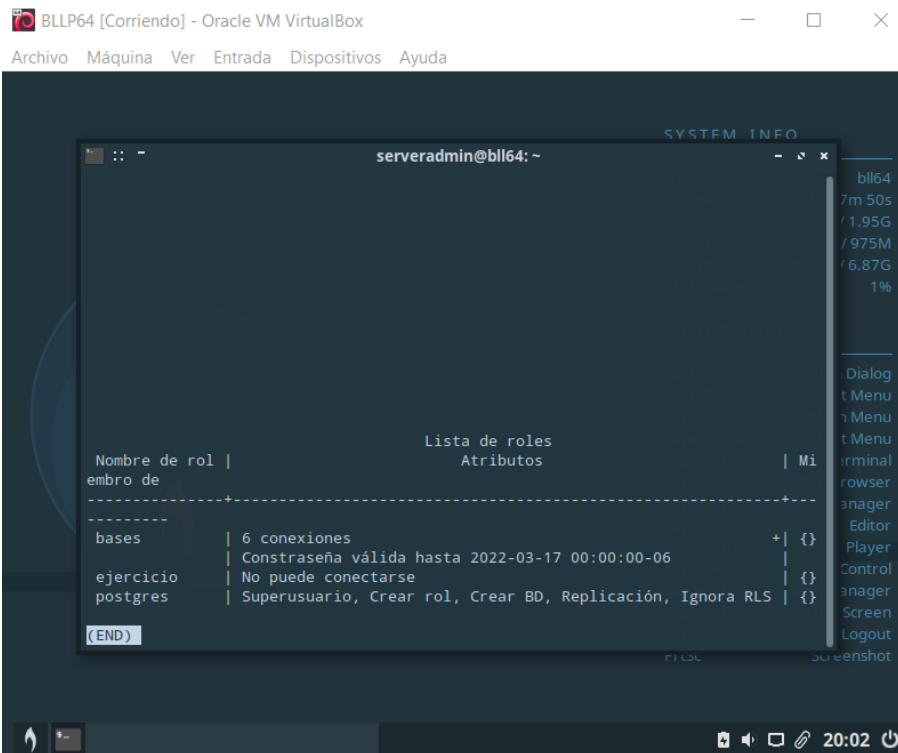 BLLP64 [Corriendo] - Oracle VM VirtualBox
Archivo Máquina Ver Entrada Dispositivos Ayuda
SYSTEM INFO
serveradmin@bll64: ~
bll64
7m 50s
/ 1.95G
/ 975M
/ 6.87G
1%
Dialog
t Menu
Menu
t Menu
erminal
rowser
anager
Editor
Player
Control
anager
Screen
Logout
PrtSc Screenshot
Lista de roles
Nombre de rol | Atributos | Mi
embro de
---------------+-----------------------------------------------------------+---
---------
bases | 6 conexiones +| {}
| Constraseña válida hasta 2022-03-17 00:00:00-06 |
ejercicio | No puede conectarse | {}
postgres | Superusuario, Crear rol, Crear BD, Replicación, Ignora RLS | {}
(END)
20:02